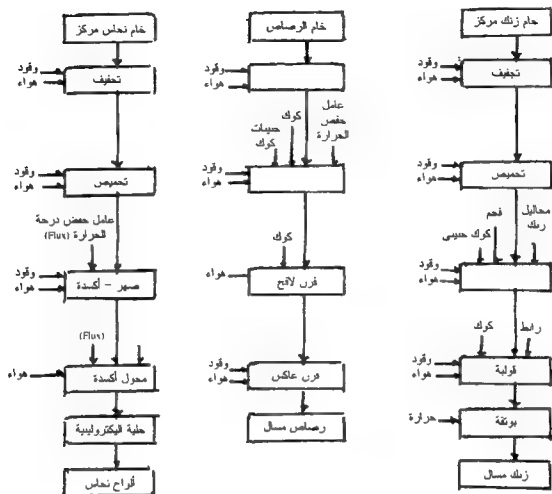 خام زنك مركز
وقود
هواء
تجفيف
وقود
هواء
تحميص
محاليل
زنك
فحم
كوك حبيبي
وقود
هواء
رابط
كوك
وقود
هواء
قولبة
حرارة
بوتقة
زنك مسال
خام الرصاص
وقود
هواء
عامل
خفض
الحرارة
كوك
حبيبات
كوك
وقود
هواء
كوك
هواء
فرن لافح
وقود
هواء
فرن عاكس
رصاص مسال
خام نحاس مركز
وقود
هواء
تجفيف
وقود
هواء
تحميص
عامل خفض درجة
الحرارة (Flux)
وقود
هواء
صهر - أكسدة
(Flux)
هواء
محول أكسدة
خلية اليكتروليتية
ألواح نحاس